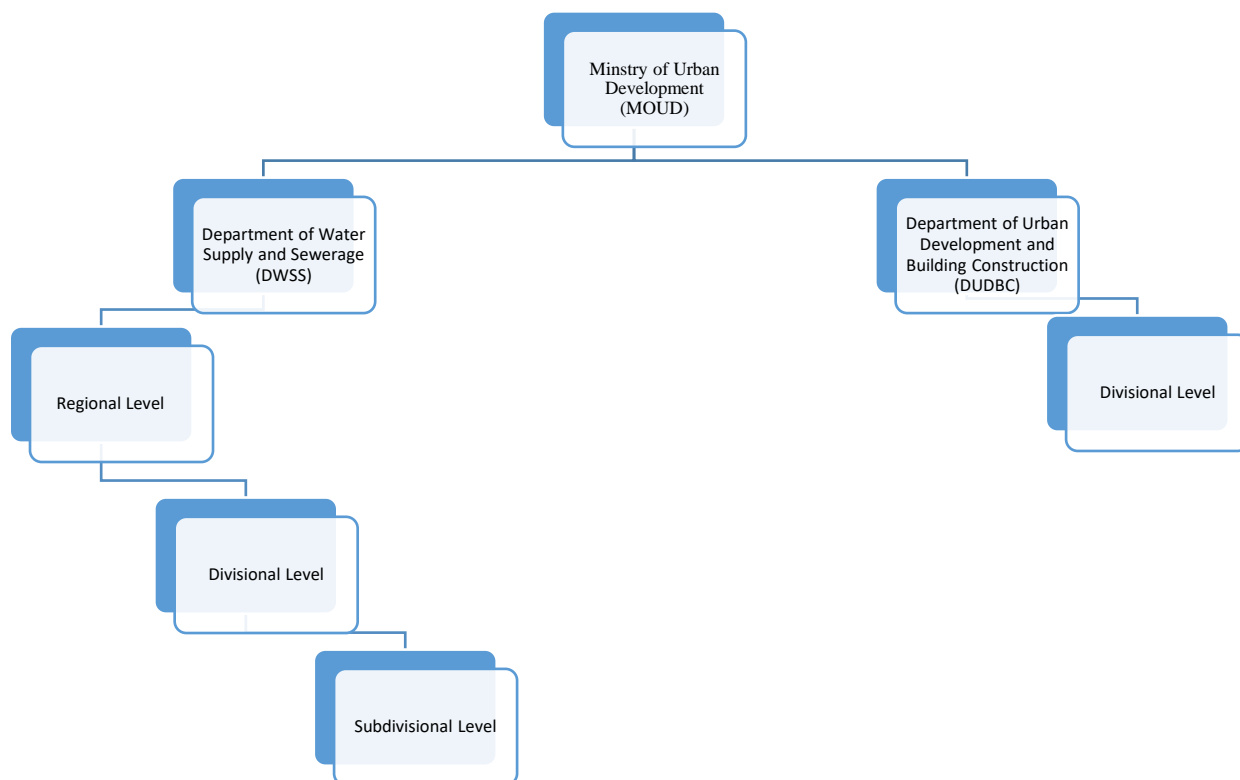 Minstry of Urban
Development
(MOUD)
Department of Water
Supply and Sewerage
(DWSS)
Department of Urban
Development and
Building Construction
(DUDBC)
Regional Level
Divisional Level
Divisional Level
Subdivisional Level